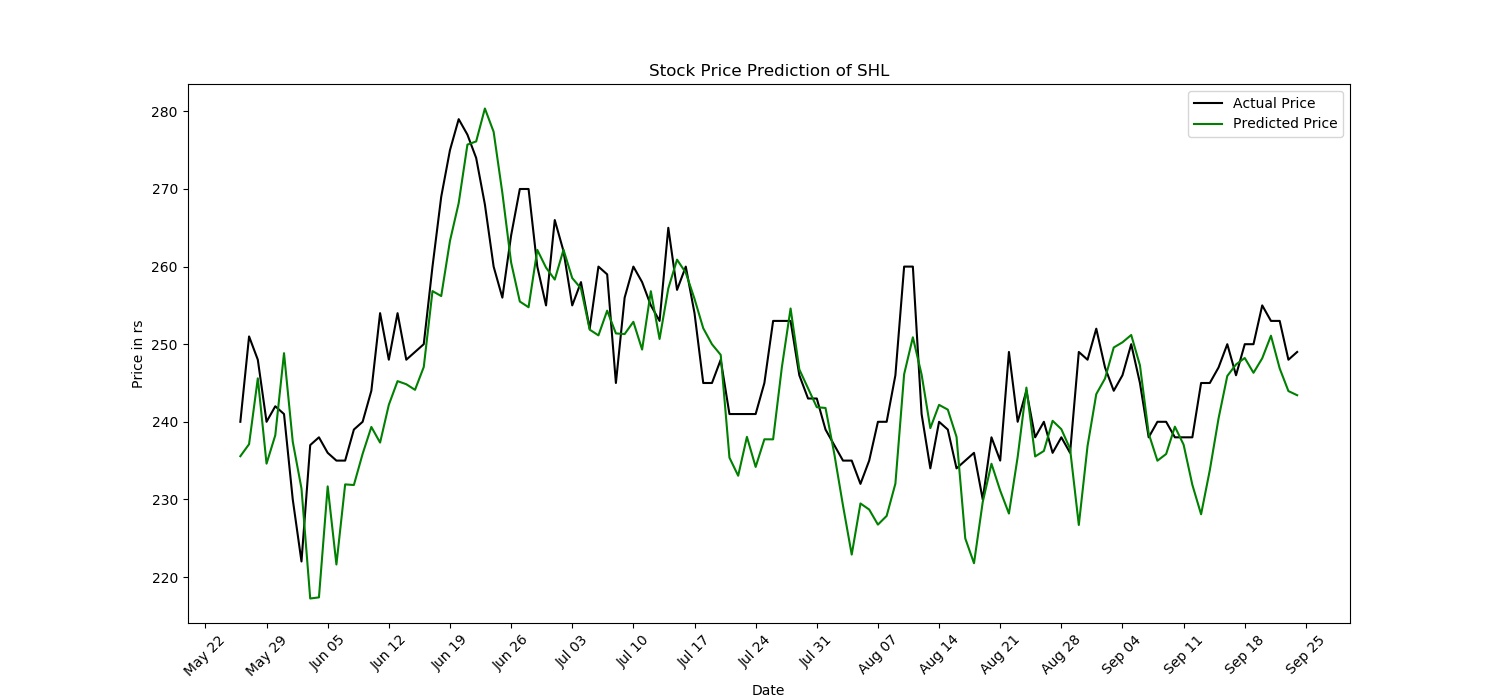 Stock Price Prediction of SHL
Actual Price
Predicted Price
280
270
260
250
240
230
220
Price in rs
May 22
May 29
Jun 05
Jun 12
Jun 19
Jun 26
Jul 03
Jul 10
Jul 17
Jul 24
Jul 31
Aug 07
Aug 14
Aug 21
Aug 28
Sep 04
Sep 11
Sep 18
Sep 25
Date